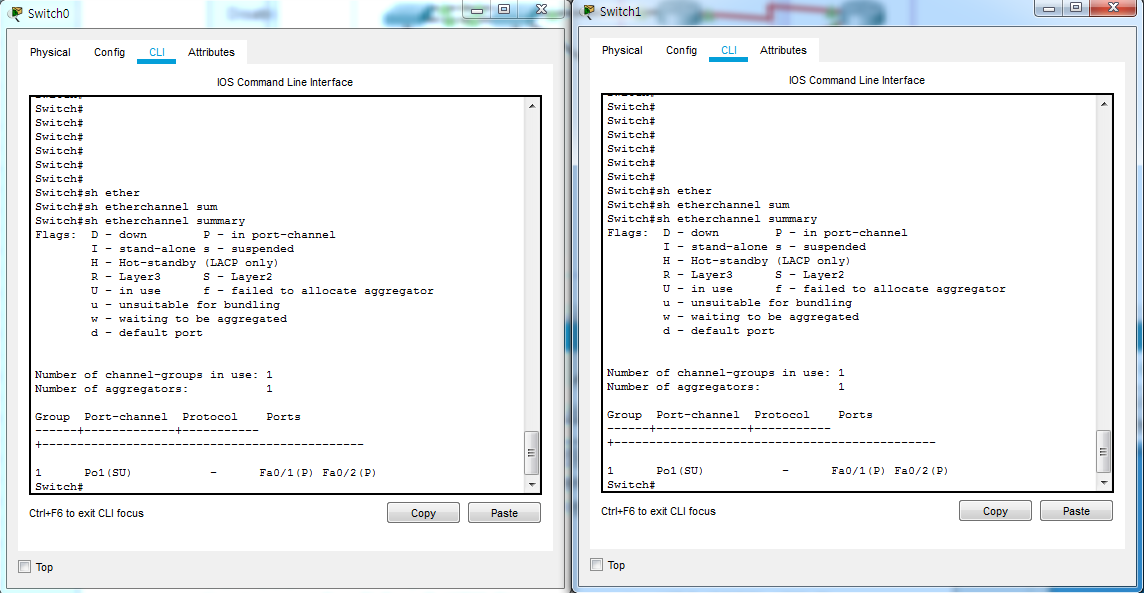 Switch0
Physical Config CLI Attributes
IOS Command Line Interface
Switch#
Switch#
Switch#
Switch#
Switch#
Switch#
Switch#sh ether
Switch#sh etherchannel sum
Switch#sh etherchannel summary
Flags:  D - down        P - in port-channel
        I - stand-alone s - suspended
        H - Hot-standby (LACP only)
        R - Layer3      S - Layer2
        U - in use      f - failed to allocate aggregator
        u - unsuitable for bundling
        w - waiting to be aggregated
        d - default port
Number of channel-groups in use: 1
Number of aggregators:           1
Group  Port-channel  Protocol    Ports
------+-------------+-----------
+----------------------------------------------
1      Po1(SU)           -      Fa0/1(P) Fa0/2(P)
Switch#
Ctrl+F6 to exit CLI focus
Copy
Paste
Top
Switch1
Physical Config CLI Attributes
IOS Command Line Interface
Switch#
Switch#
Switch#
Switch#
Switch#
Switch#
Switch#sh ether
Switch#sh etherchannel sum
Switch#sh etherchannel summary
Flags:  D - down        P - in port-channel
        I - stand-alone s - suspended
        H - Hot-standby (LACP only)
        R - Layer3      S - Layer2
        U - in use      f - failed to allocate aggregator
        u - unsuitable for bundling
        w - waiting to be aggregated
        d - default port
Number of channel-groups in use: 1
Number of aggregators:           1
Group  Port-channel  Protocol    Ports
------+-------------+-----------
+----------------------------------------------
1      Po1(SU)           -      Fa0/1(P) Fa0/2(P)
Switch#
Ctrl+F6 to exit CLI focus
Copy
Paste
Top